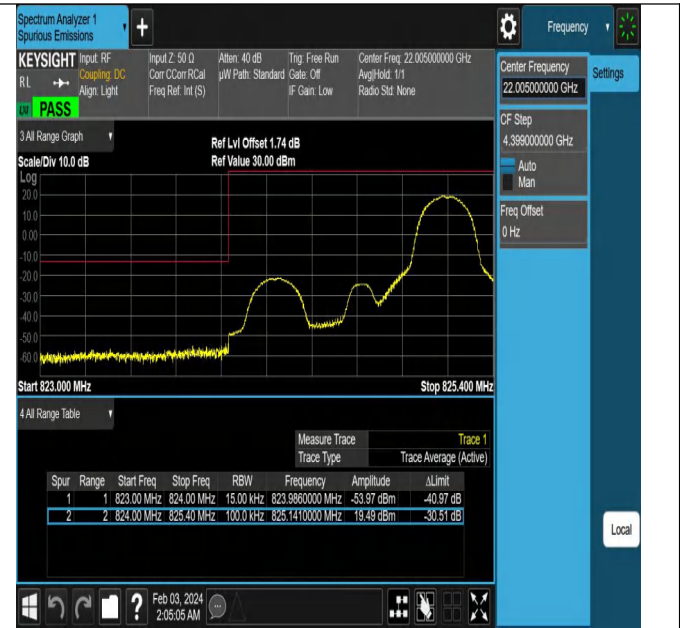 Spectrum Analyzer 1
Spurious Emissions
+
Frequency
KEYSIGHT Input: RF Input Z: 50 Ω Atten: 40 dB Trig: Free Run Center Freq: 22.005000000 GHz
RL Coupling: DC Corr CCorr RCal µW Path: Standard Gate: Off Avg|Hold: 1/1
Align: Light Freq Ref: Int (S) IF Gain: Low Radio Std: None
PASS
Center Frequency
22.005000000 GHz
Settings
CF Step
4.399000000 GHz
Auto
Man
Freq Offset
0 Hz
3 All Range Graph
Ref Lvl Offset 1.74 dB
Scale/Div 10.0 dB Ref Value 30.00 dBm
Log
20.0
10.0
0.00
-10.0
-20.0
-30.0
-40.0
-50.0
-60.0
Start 823.000 MHz Stop 825.400 MHz
4 All Range Table
Measure Trace Trace 1
Trace Type Trace Average (Active)
Spur Range Start Freq Stop Freq RBW Frequency Amplitude ΔLimit
1 1 823.00 MHz 824.00 MHz 15.00 kHz 823.9860000 MHz -53.97 dBm -40.97 dB
2 2 824.00 MHz 825.40 MHz 100.0 kHz 825.1410000 MHz 19.49 dBm -30.51 dB
Local
? Feb 03, 2024
2:05:05 AM